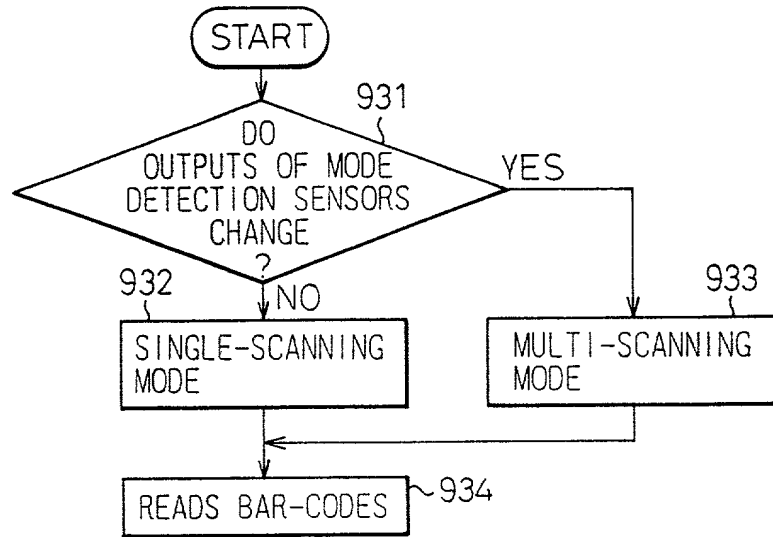 START
931
DO
OUTPUTS OF MODE
DETECTION SENSORS
CHANGE
?
YES
NO
932
SINGLE-SCANNING
MODE
933
MULTI-SCANNING
MODE
READS BAR-CODES
934